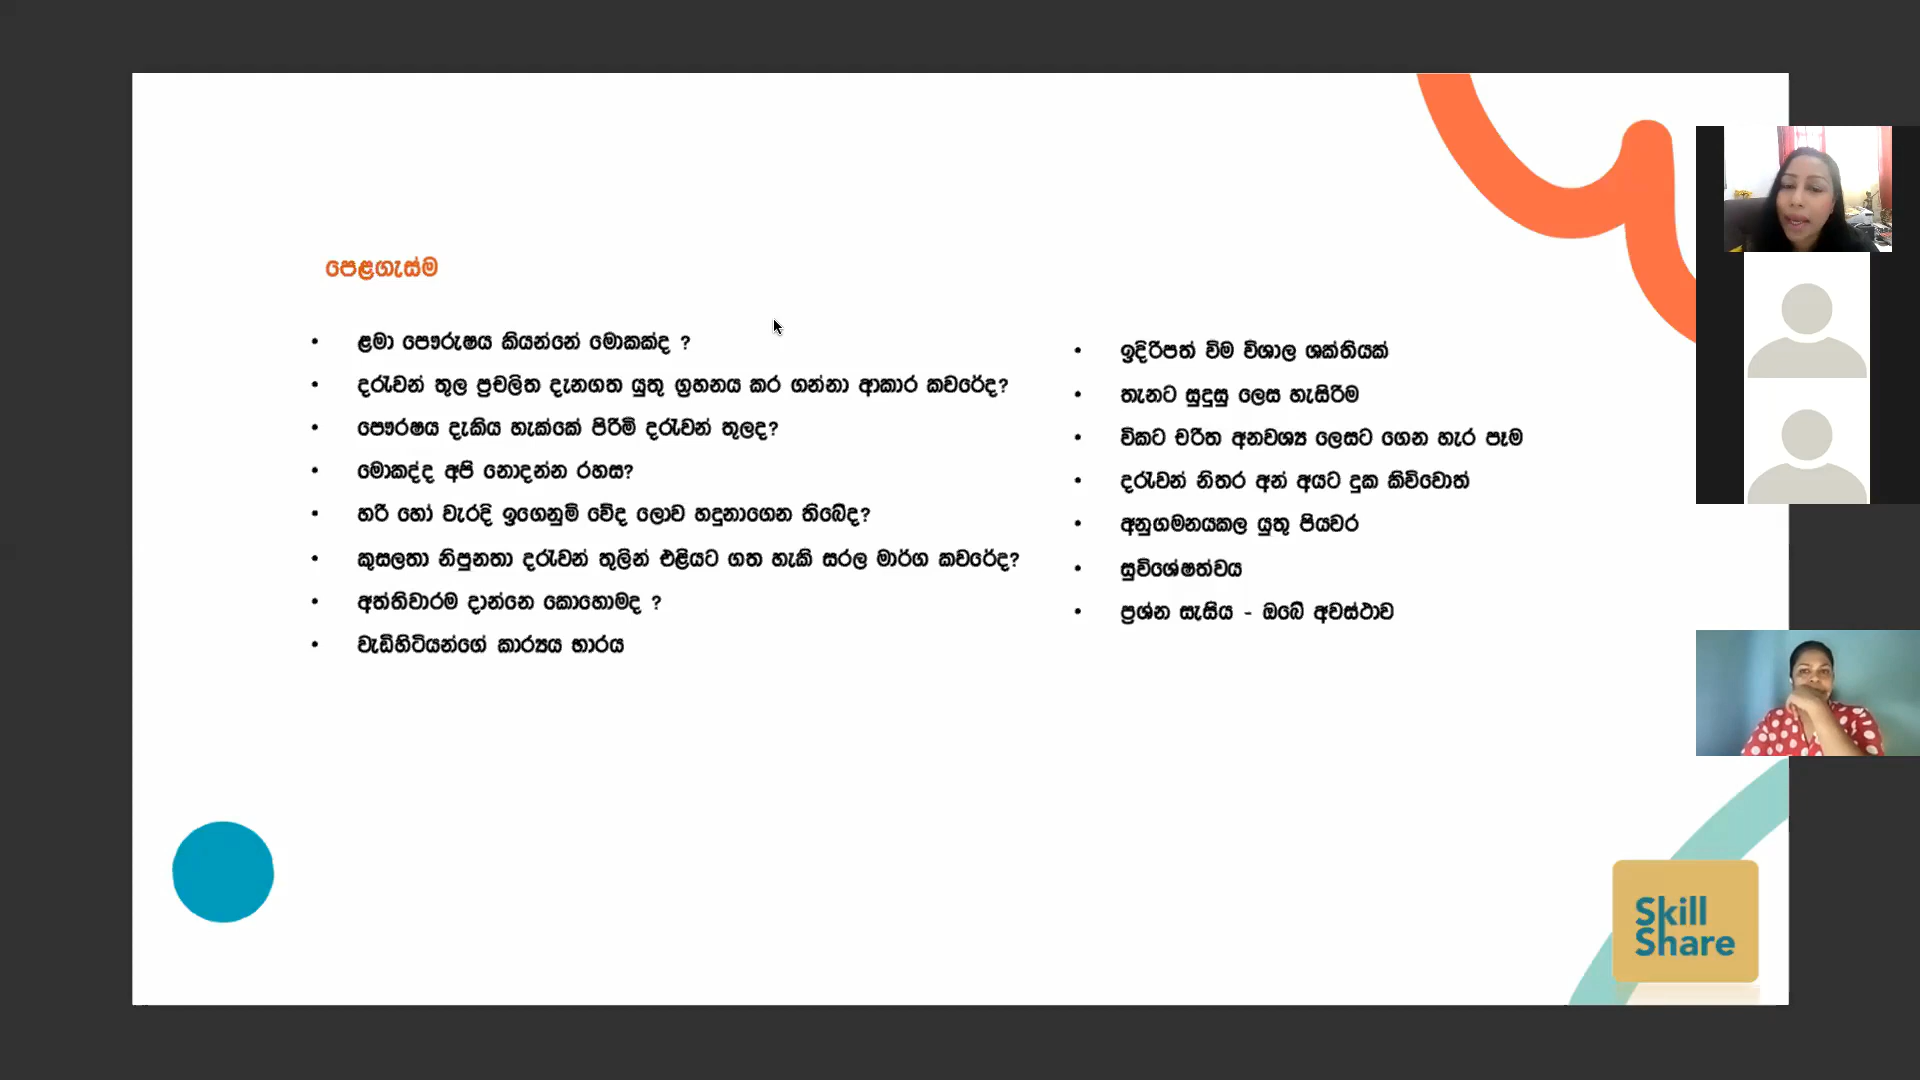 පෙළගැස්ම
• ළමා පෞරුෂය කියන්නේ මොකක්ද ?
• දරුවන් තුල ප්‍රචලිත දැනගත යුතු ග්‍රහනය කර ගන්නා ආකාර කවරේද?
• පෞරෂය දැකිය හැක්කේ පිරිමි දරුවන් තුලද?
• මොකද්ද අපි නොදන්න රහස?
• හරි හෝ වැරදි ඉගෙනුම් වේද ලොව හදුනාගෙන තිබේද?
• කුසලතා නිපුනතා දරුවන් තුලින් එළියට ගත හැකි සරල මාර්ග කවරේද?
• අත්තිවාරම දාන්නෙ කොහොමද ?
• වැඩිහිටියන්ගේ කාර්‍යය භාරය
• ඉදිරිපත් විම විශාල ශක්තියක්
• තැනට සුදුසු ලෙස හැසිරීම
• විකට චරිත අනවශ්‍ය ලෙසට ගෙන හැර පෑම
• දරුවන් නිතර අන් අයට දුක කිව්වොත්
• අනුගමනයකල යුතු පියවර
• සුවිශේෂත්වය
• ප්‍රශ්න සැසිය - ඔබේ අවස්ථාව
Skill
Share